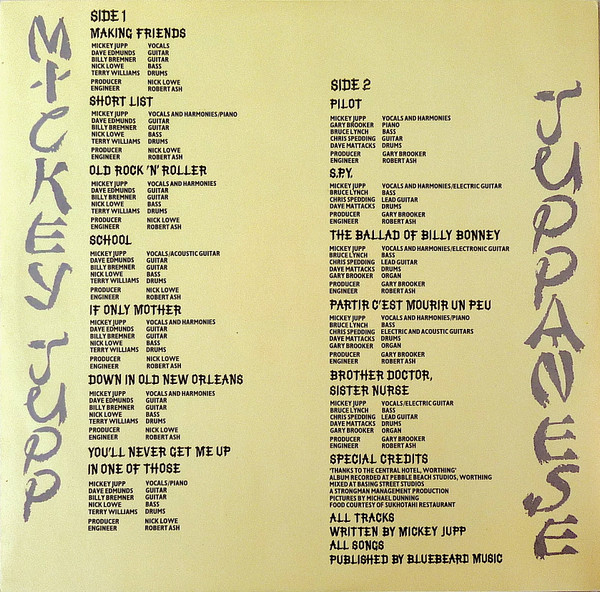 MICKEY JUPP
SIDE 1
MAKING FRIENDS
MICKEY JUPP VOCALS
DAVE EDMUNDS GUITAR
BILLY BREMNER GUITAR
NICK LOWE BASS
TERRY WILLIAMS DRUMS
PRODUCER NICK LOWE
ENGINEER ROBERT ASH
SHORT LIST
MICKEY JUPP VOCALS AND HARMONIES/PIANO
DAVE EDMUNDS GUITAR
BILLY BREMNER GUITAR
NICK LOWE BASS
TERRY WILLIAMS DRUMS
PRODUCER NICK LOWE
ENGINEER ROBERT ASH
OLD ROCK 'N' ROLLER
MICKEY JUPP VOCALS AND HARMONIES
DAVE EDMUNDS GUITAR
BILLY BREMNER GUITAR
NICK LOWE BASS
TERRY WILLIAMS DRUMS
PRODUCER NICK LOWE
ENGINEER ROBERT ASH
SCHOOL
MICKEY JUPP VOCALS/ACOUSTIC GUITAR
DAVE EDMUNDS GUITAR
BILLY BREMNER GUITAR
NICK LOWE BASS
TERRY WILLIAMS DRUMS
PRODUCER NICK LOWE
ENGINEER ROBERT ASH
IF ONLY MOTHER
MICKEY JUPP VOCALS AND HARMONIES
DAVE EDMUNDS GUITAR
BILLY BREMNER GUITAR
NICK LOWE BASS
TERRY WILLIAMS DRUMS
PRODUCER NICK LOWE
ENGINEER ROBERT ASH
DOWN IN OLD NEW ORLEANS
MICKEY JUPP VOCALS AND HARMONIES
DAVE EDMUNDS GUITAR
BILLY BREMNER GUITAR
NICK LOWE BASS
TERRY WILLIAMS DRUMS
PRODUCER NICK LOWE
ENGINEER ROBERT ASH
YOU'LL NEVER GET ME UP
IN ONE OF THOSE
MICKEY JUPP VOCALS/PIANO
DAVE EDMUNDS GUITAR
BILLY BREMNER GUITAR
NICK LOWE BASS
TERRY WILLIAMS DRUMS
PRODUCER NICK LOWE
ENGINEER ROBERT ASH
SIDE 2
PILOT
MICKEY JUPP VOCALS AND HARMONIES
GARY BROOKER PIANO
BRUCE LYNCH BASS
CHRIS SPEDDING GUITAR
DAVE MATTACKS DRUMS
PRODUCER GARY BROOKER
ENGINEER ROBERT ASH
S.P.Y.
MICKEY JUPP VOCALS AND HARMONIES/ELECTRIC GUITAR
BRUCE LYNCH BASS
CHRIS SPEDDING LEAD GUITAR
DAVE MATTACKS DRUMS
PRODUCER GARY BROOKER
ENGINEER ROBERT ASH
THE BALLAD OF BILLY BONNEY
MICKEY JUPP VOCALS AND HARMONIES/ELECTRONIC GUITAR
BRUCE LYNCH BASS
CHRIS SPEDDING LEAD GUITAR
DAVE MATTACKS DRUMS
GARY BROOKER ORGAN
PRODUCER GARY BROOKER
ENGINEER ROBERT ASH
PARTIR C'EST MOURIR UN PEU
MICKEY JUPP VOCALS AND HARMONIES/PIANO
BRUCE LYNCH BASS
CHRIS SPEDDING ELECTRIC AND ACOUSTIC GUITARS
DAVE MATTACKS DRUMS
GARY BROOKER ORGAN
PRODUCER GARY BROOKER
ENGINEER ROBERT ASH
BROTHER DOCTOR,
SISTER NURSE
MICKEY JUPP VOCALS/ELECTRIC GUITAR
BRUCE LYNCH BASS
CHRIS SPEDDING LEAD GUITAR
DAVE MATTACKS DRUMS
GARY BROOKER ORGAN
PRODUCER GARY BROOKER
ENGINEER ROBERT ASH
SPECIAL CREDITS
'THANKS TO THE CENTRAL HOTEL, WORTHING'
ALBUM RECORDED AT PEBBLE BEACH STUDIOS, WORTHING
MIXED AT BASING STREET STUDIOS
A STRONGMAN MANAGEMENT PRODUCTION
PICTURES BY MICHAEL DUNNING
FOOD COURTESY OF SUKHOTAHI RESTAURANT
ALL TRACKS
WRITTEN BY MICKEY JUPP
ALL SONGS
PUBLISHED BY BLUEBEARD MUSIC
JUPPANESE